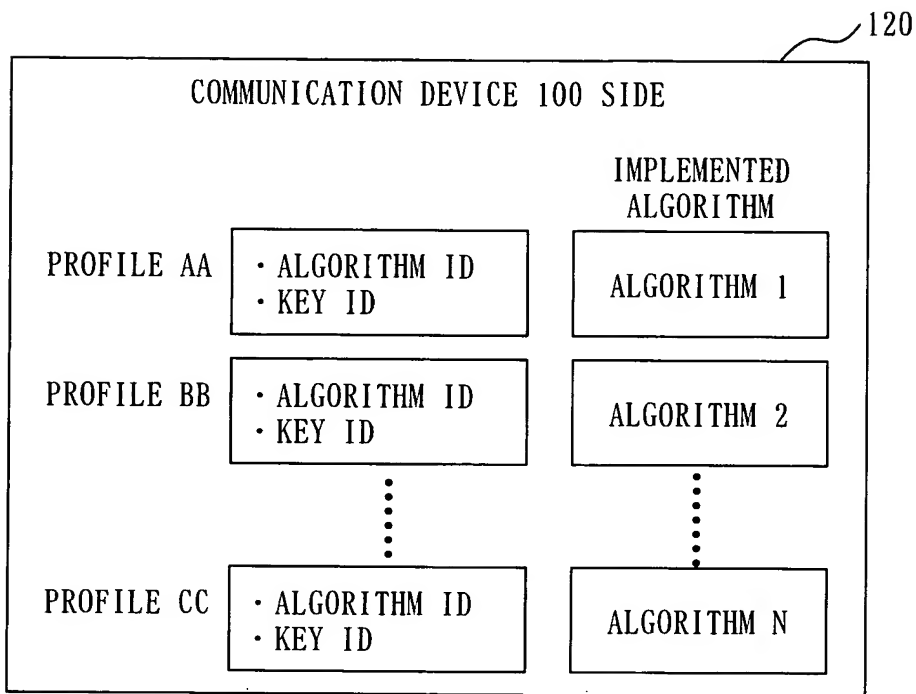 120
COMMUNICATION DEVICE 100 SIDE
IMPLEMENTED
ALGORITHM
PROFILE AA
・ALGORITHM ID
・KEY ID
ALGORITHM 1
PROFILE BB
・ALGORITHM ID
・KEY ID
ALGORITHM 2
PROFILE CC
・ALGORITHM ID
・KEY ID
ALGORITHM N